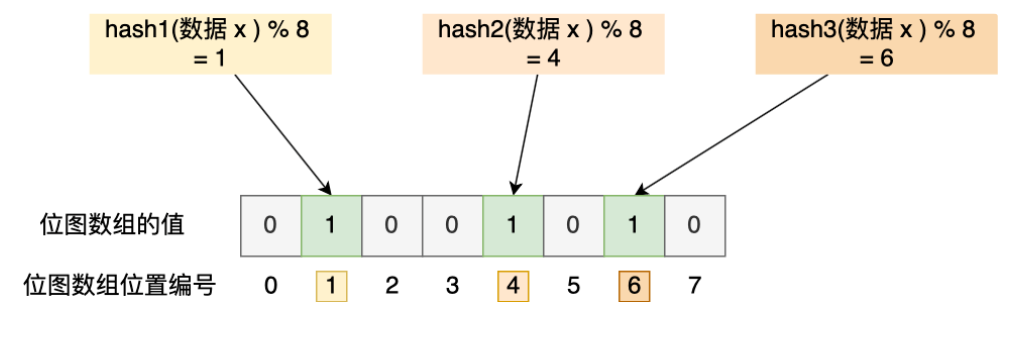 hash1(数据 x ) % 8
= 1
hash2(数据 x ) % 8
= 4
hash3(数据 x ) % 8
= 6
位图数组的值 0 1 0 0 1 0 1 0
位图数组位置编号 0 1 2 3 4 5 6 7